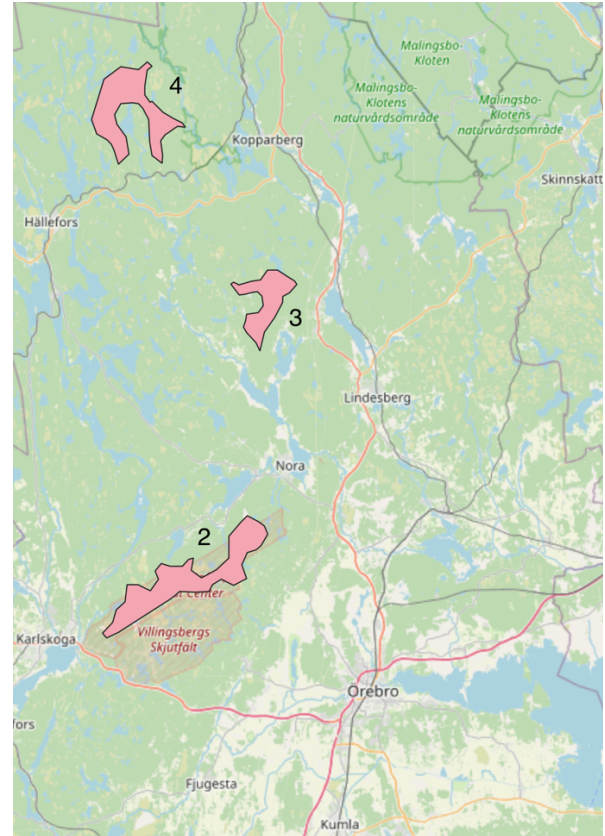 Malingsbo-
Kloten
4
Malingsbo-
Klotens
naturvårdsområde
Malingsbo-
Klotens
naturvårdsområde
Kopparberg
Skinnskatt
Hällefors
3
Lindesberg
Nora
2
Center
Villingsbergs
Skjutfält
Karlskoga
Örebro
fors
Fjugesta
Kumla